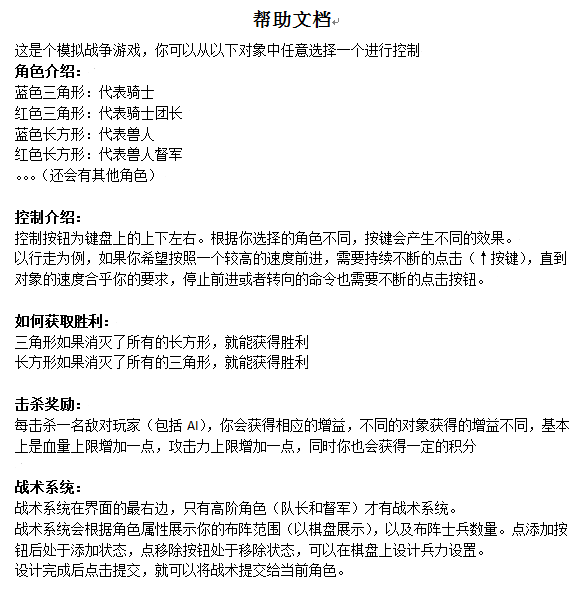 帮助文档
这是个模拟战争游戏，你可以从以下对象中任意选择一个进行控制
角色介绍：
蓝色三角形：代表骑士
红色三角形：代表骑士团长
蓝色长方形：代表兽人
红色长方形：代表兽人督军
。。。（还会有其他角色）
控制介绍：
控制按钮为键盘上的上下左右。根据你选择的角色不同，按键会产生不同的效果。
以行走为例，如果你希望按照一个较高的速度前进，需要持续不断的点击（↑按键），直到
对象的速度合乎你的要求，停止前进或者转向的命令也需要不断的点击按钮。
如何获取胜利：
三角形如果消灭了所有的长方形，就能获得胜利
长方形如果消灭了所有的三角形，就能获得胜利
击杀奖励：
每击杀一名敌对玩家（包括 AI），你会获得相应的增益，不同的对象获得的增益不同，基本
上是血量上限增加一点，攻击力上限增加一点，同时你也会获得一定的积分
战术系统：
战术系统在界面的最右边，只有高阶角色（队长和督军）才有战术系统。
战术系统会根据角色属性展示你的布阵范围（以棋盘展示），以及布阵士兵数量。点添加按
钮后处于添加状态，点移除按钮处于移除状态，可以在棋盘上设计兵力设置。
设计完成后点击提交，就可以将战术提交给当前角色。